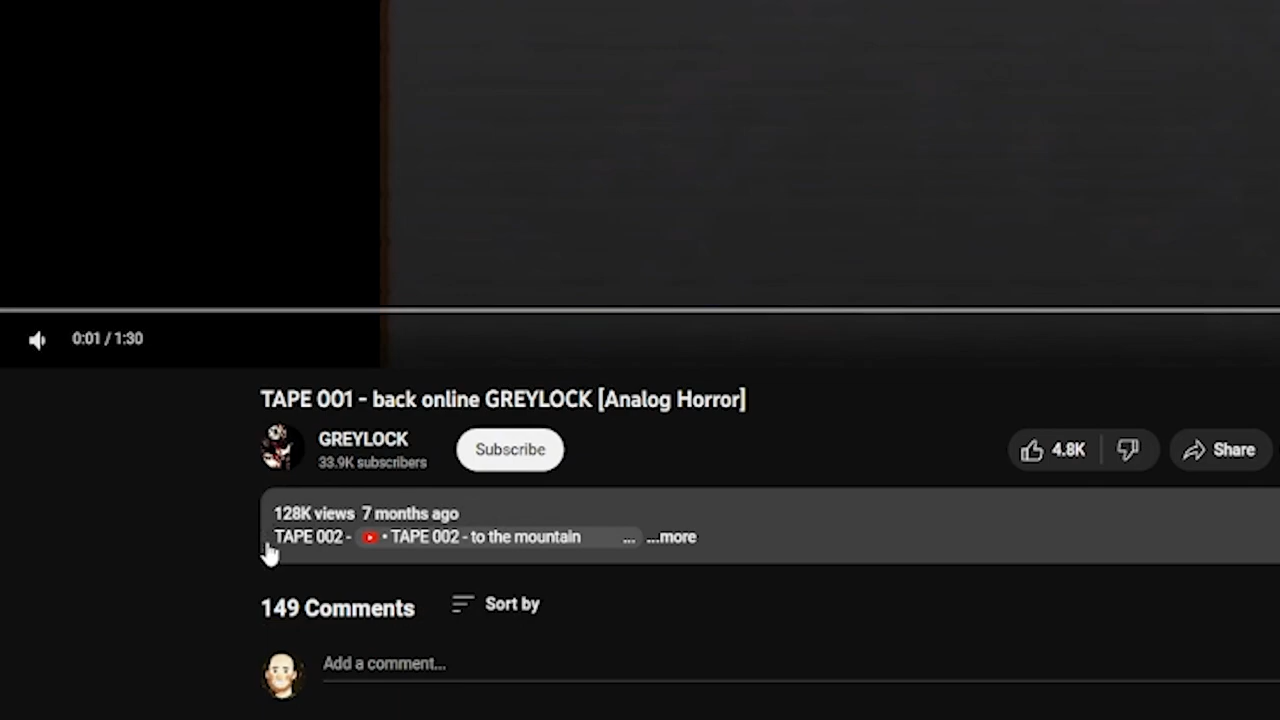 0:01 / 1:30
TAPE 001 - back online GREYLOCK [Analog Horror]
GREYLOCK
33.9K subscribers
Subscribe
4.8K
Share
128K views 7 months ago
TAPE 002 - • TAPE 002 - to the mountain ... ...more
149 Comments
Sort by
Add a comment...